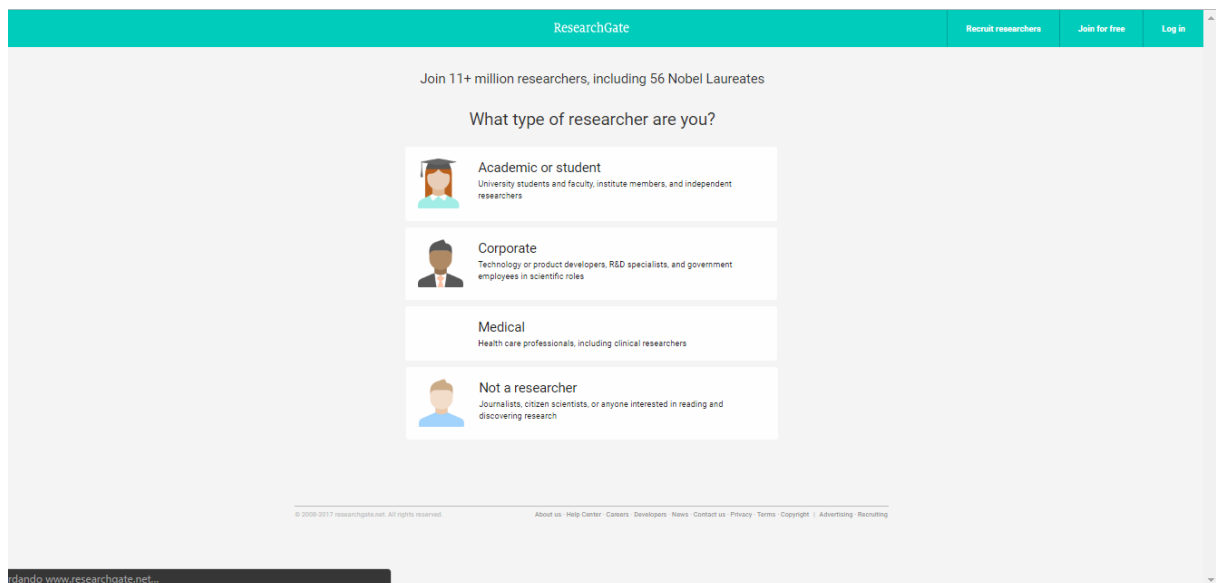 ResearchGate
Recruit researchers
Join for free
Log in
Join 11+ million researchers, including 56 Nobel Laureates
What type of researcher are you?
Academic or student
University students and faculty, institute members, and independent
researchers
Corporate
Technology or product developers, R&D specialists, and government
employees in scientific roles
Medical
Health care professionals, including clinical researchers
Not a researcher
Journalists, citizen scientists, or anyone interested in reading and
discovering research
© 2008-2017 researchgate.net. All rights reserved.
About us · Help Center · Careers · Developers · News · Contact us · Privacy · Terms · Copyright | Advertising · Recruiting
rdando www.researchgate.net...